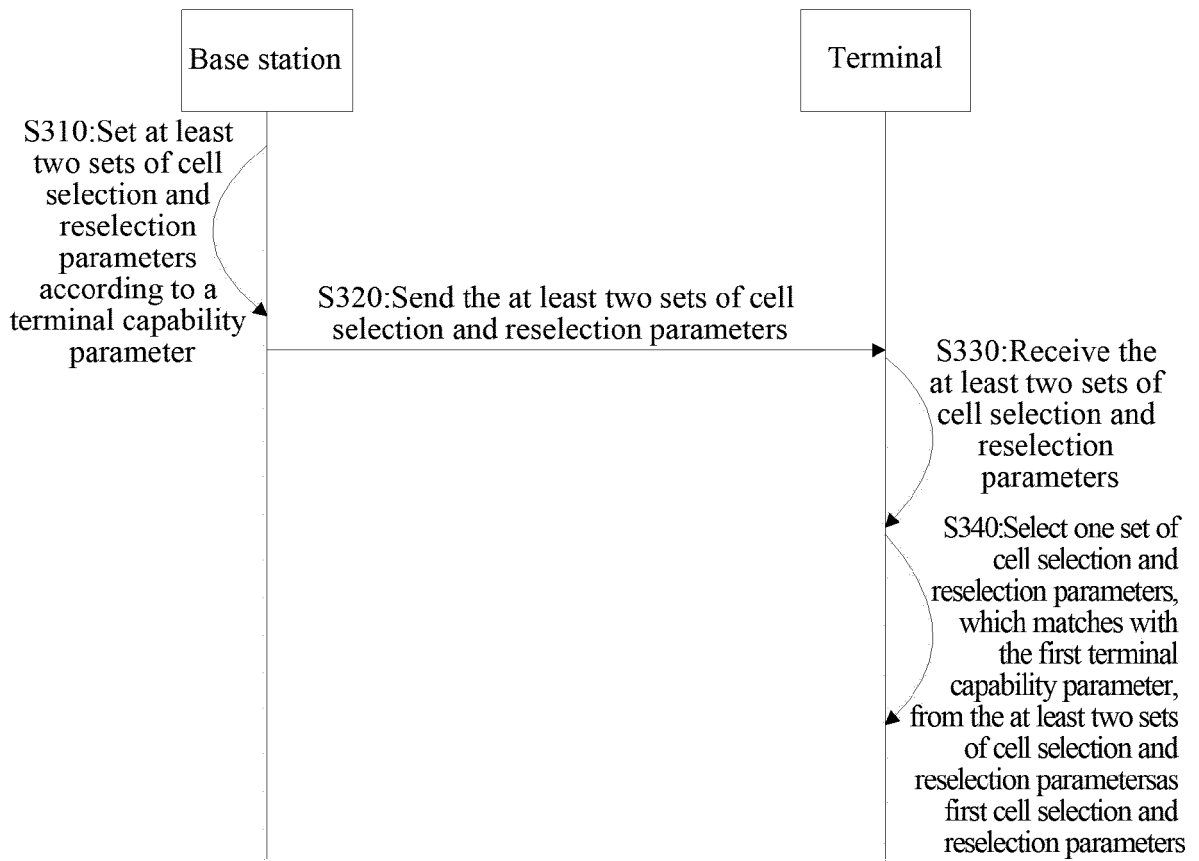 Base station
Terminal
S310:Set at least
two sets of cell
selection and
reselection
parameters
according to a
terminal capability
parameter
S320:Send the at least two sets of cell
selection and reselection parameters
S330:Receive the
at least two sets of
cell selection and
reselection
parameters
S340:Select one set of
cell selection and
reselection parameters,
which matches with
the first terminal
capability parameter,
from the at least two sets
of cell selection and
reselection parametersas
first cell selection and
reselection parameters